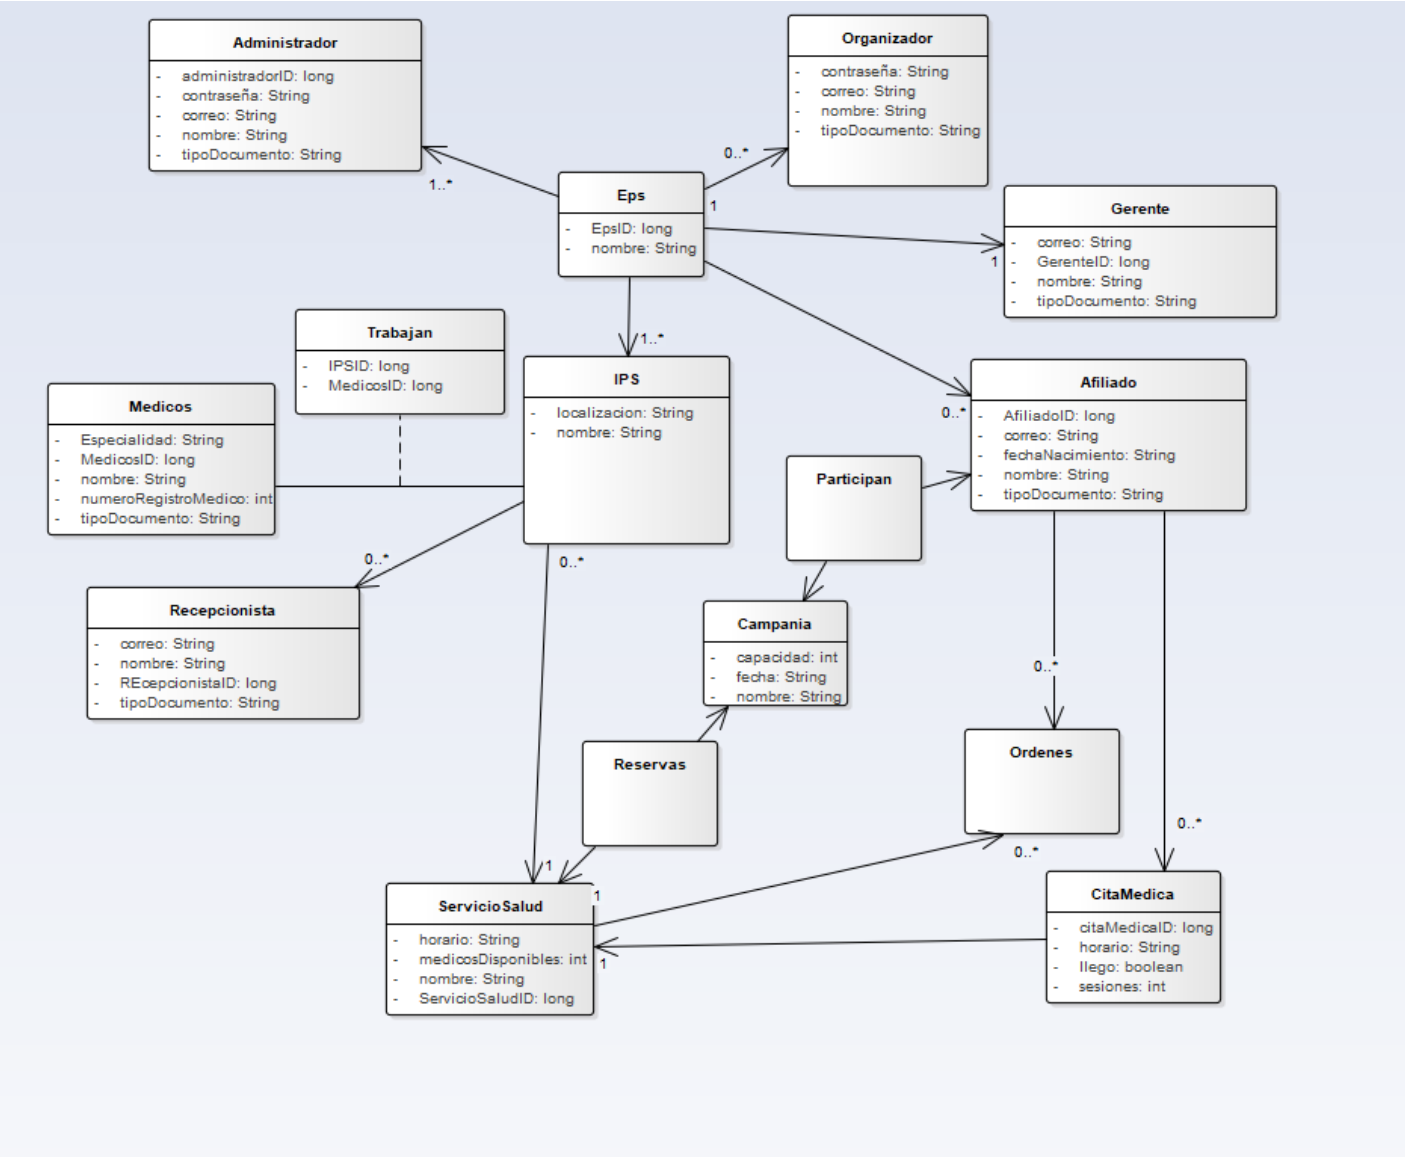 Administrador
- administradorID: long
- contraseña: String
- correo: String
- nombre: String
- tipoDocumento: String
1..*
Organizador
- contraseña: String
- correo: String
- nombre: String
- tipoDocumento: String
0..*
Eps
- EpsID: long
- nombre: String
1
Gerente
- correo: String
- GerenteID: long
- nombre: String
- tipoDocumento: String
1
Trabajan
- IPSID: long
- MedicosID: long
1..*
IPS
- localizacion: String
- nombre: String
Afiliado
- AfiliadoID: long
- correo: String
- fechaNacimiento: String
- nombre: String
- tipoDocumento: String
0..*
Medicos
- Especialidad: String
- MedicosID: long
- nombre: String
- numeroRegistroMedico: int
- tipoDocumento: String
Participan
0..*
0..*
Recepcionista
- correo: String
- nombre: String
- REcepcionistaID: long
- tipoDocumento: String
Campania
- capacidad: int
- fecha: String
- nombre: String
0..*
Reservas
Ordenes
0..*
0..*
1
1
ServicioSalud
- horario: String
- medicosDisponibles: int
- nombre: String
- ServicioSaludID: long
1
CitaMedica
- citaMedicaID: long
- horario: String
- llego: boolean
- sesiones: int